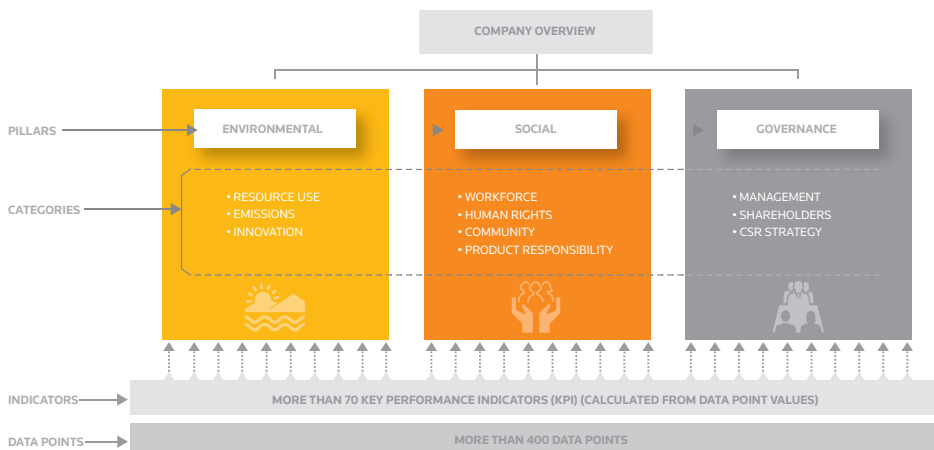 COMPANY OVERVIEW
PILLARS
ENVIRONMENTAL
SOCIAL
GOVERNANCE
CATEGORIES
• RESOURCE USE
• EMISSIONS
• INNOVATION
• WORKFORCE
• HUMAN RIGHTS
• COMMUNITY
• PRODUCT RESPONSIBILITY
• MANAGEMENT
• SHAREHOLDERS
• CSR STRATEGY
INDICATORS
MORE THAN 70 KEY PERFORMANCE INDICATORS (KPI) (CALCULATED FROM DATA POINT VALUES)
DATA POINTS
MORE THAN 400 DATA POINTS